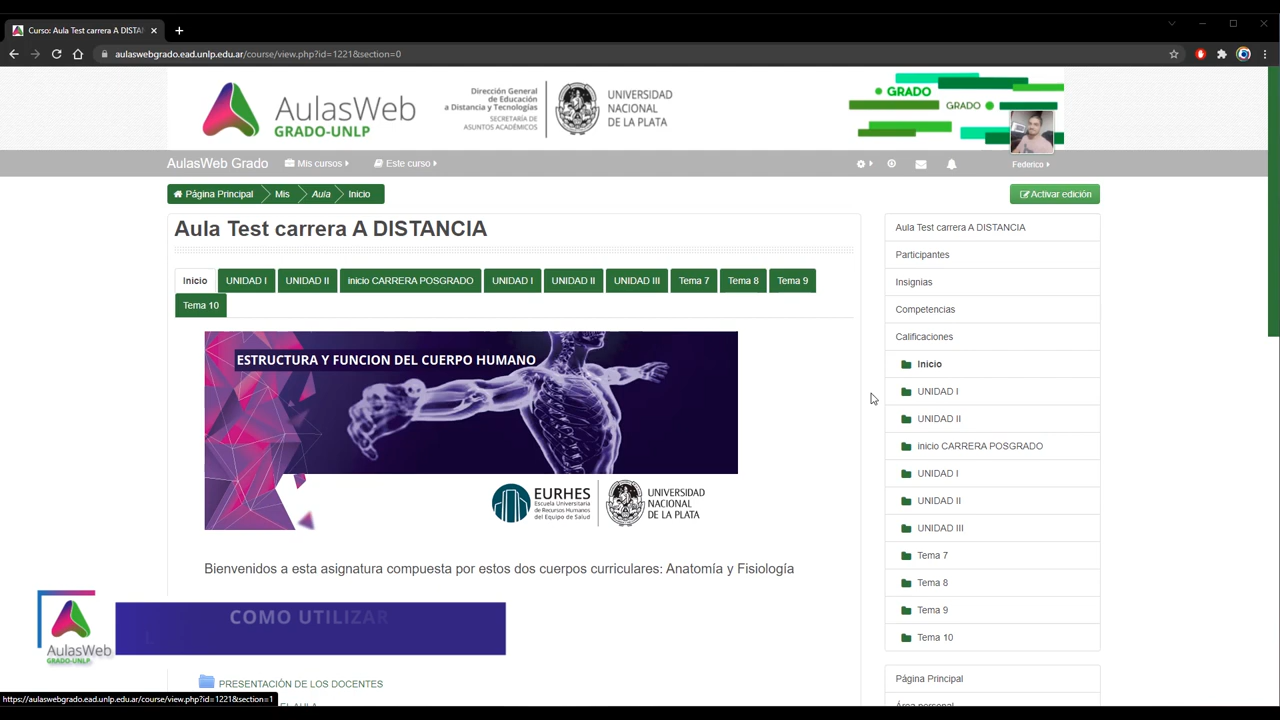 Curso: Aula Test carrera A DISTA
aulaswebgrado.ead.unlp.edu.ar/course/view.php?id=1221&section=0
AulasWeb
GRADO-UNLP
Dirección General
de Educación
a Distancia y Tecnologías
SECRETARÍA DE
ASUNTOS ACADÉMICOS
UNIVERSIDAD
NACIONAL
DE LA PLATA
GRADO
GRADO
AulasWeb Grado
Mis cursos
Este curso
Federico
Página Principal
Mis
Aula
Inicio
Activar edición
Aula Test carrera A DISTANCIA
Inicio
UNIDAD I
UNIDAD II
inicio CARRERA POSGRADO
UNIDAD I
UNIDAD II
UNIDAD III
Tema 7
Tema 8
Tema 9
Tema 10
ESTRUCTURA Y FUNCION DEL CUERPO HUMANO
EURHES
Escuela Universitaria
de Recursos Humanos
del Equipo de Salud
UNIVERSIDAD
NACIONAL
DE LA PLATA
Bienvenidos a esta asignatura compuesta por estos dos cuerpos curriculares: Anatomía y Fisiología
COMO UTILIZAR
AulasWeb
GRADO-UNLP
PRESENTACIÓN DE LOS DOCENTES
https://aulaswebgrado.ead.unlp.edu.ar/course/view.php?id=1221&section=1
Aula Test carrera A DISTANCIA
Participantes
Insignias
Competencias
Calificaciones
Inicio
UNIDAD I
UNIDAD II
inicio CARRERA POSGRADO
UNIDAD I
UNIDAD II
UNIDAD III
Tema 7
Tema 8
Tema 9
Tema 10
Página Principal
Área personal